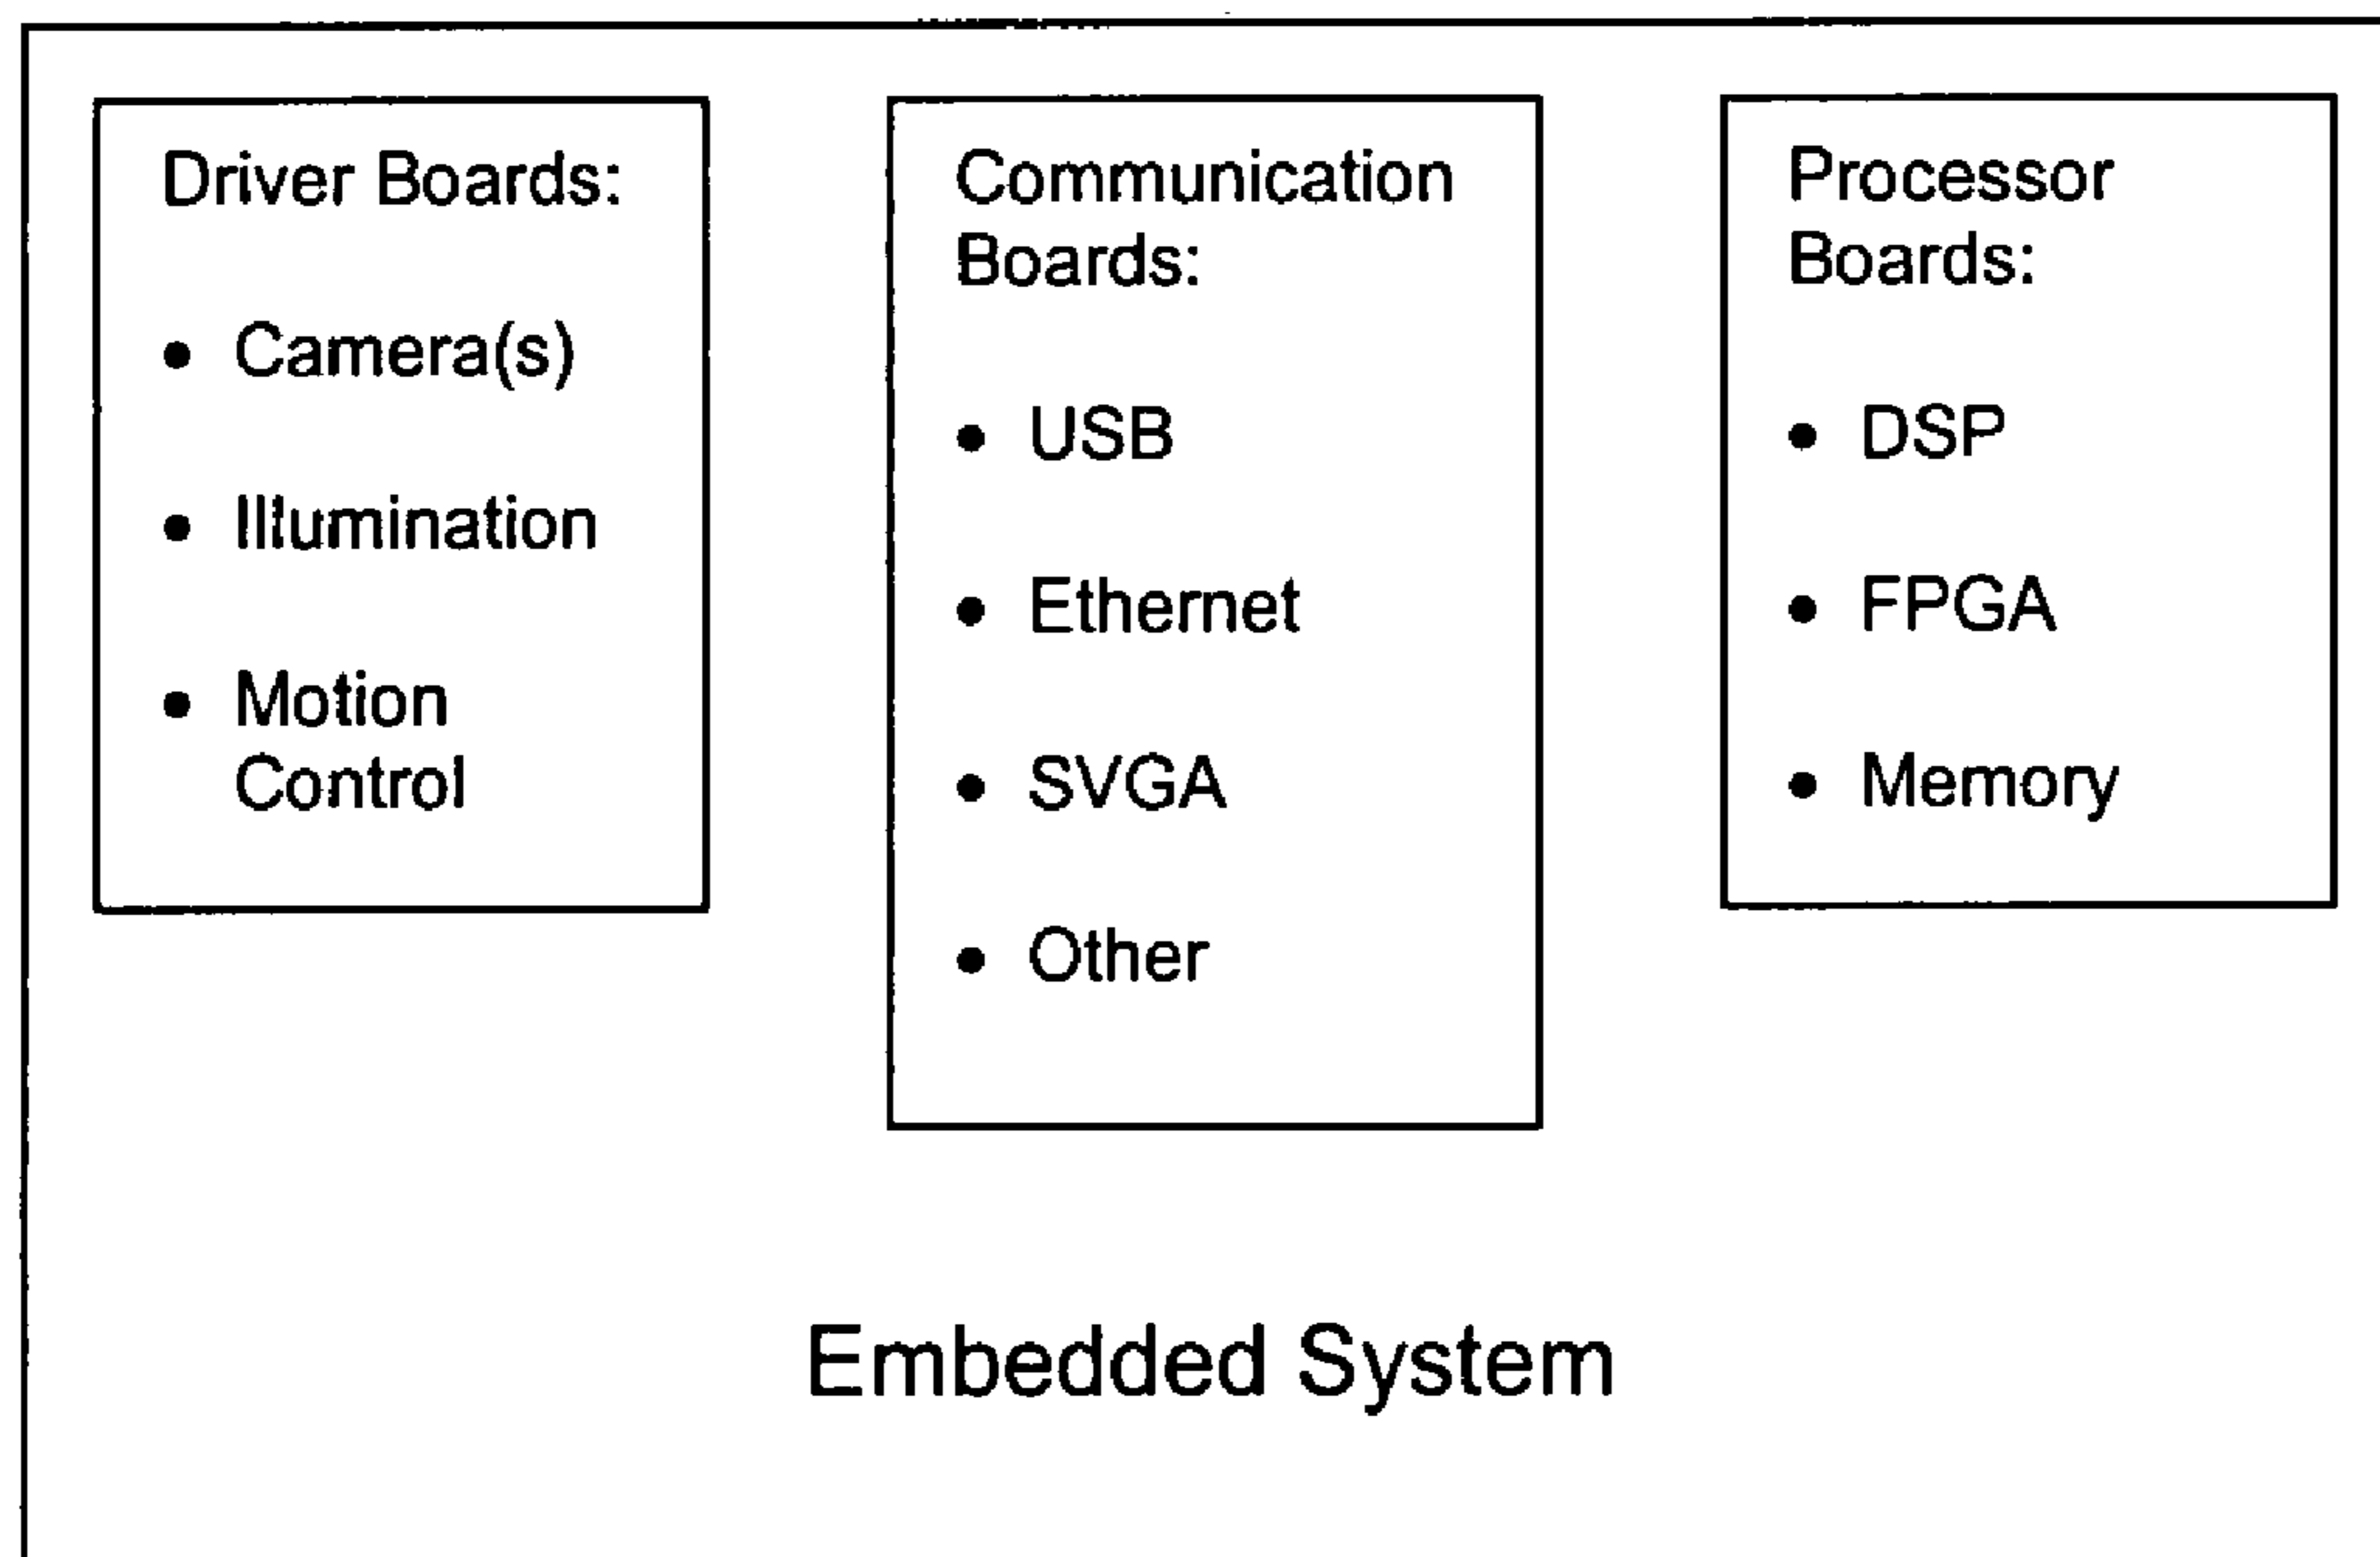 Driver Boards:
• Camera(s)
• Illumination
• Motion
Control
Communication
Boards:
• USB
• Ethernet
• SVGA
• Other
Processor
Boards:
• DSP
• FPGA
• Memory
Embedded System